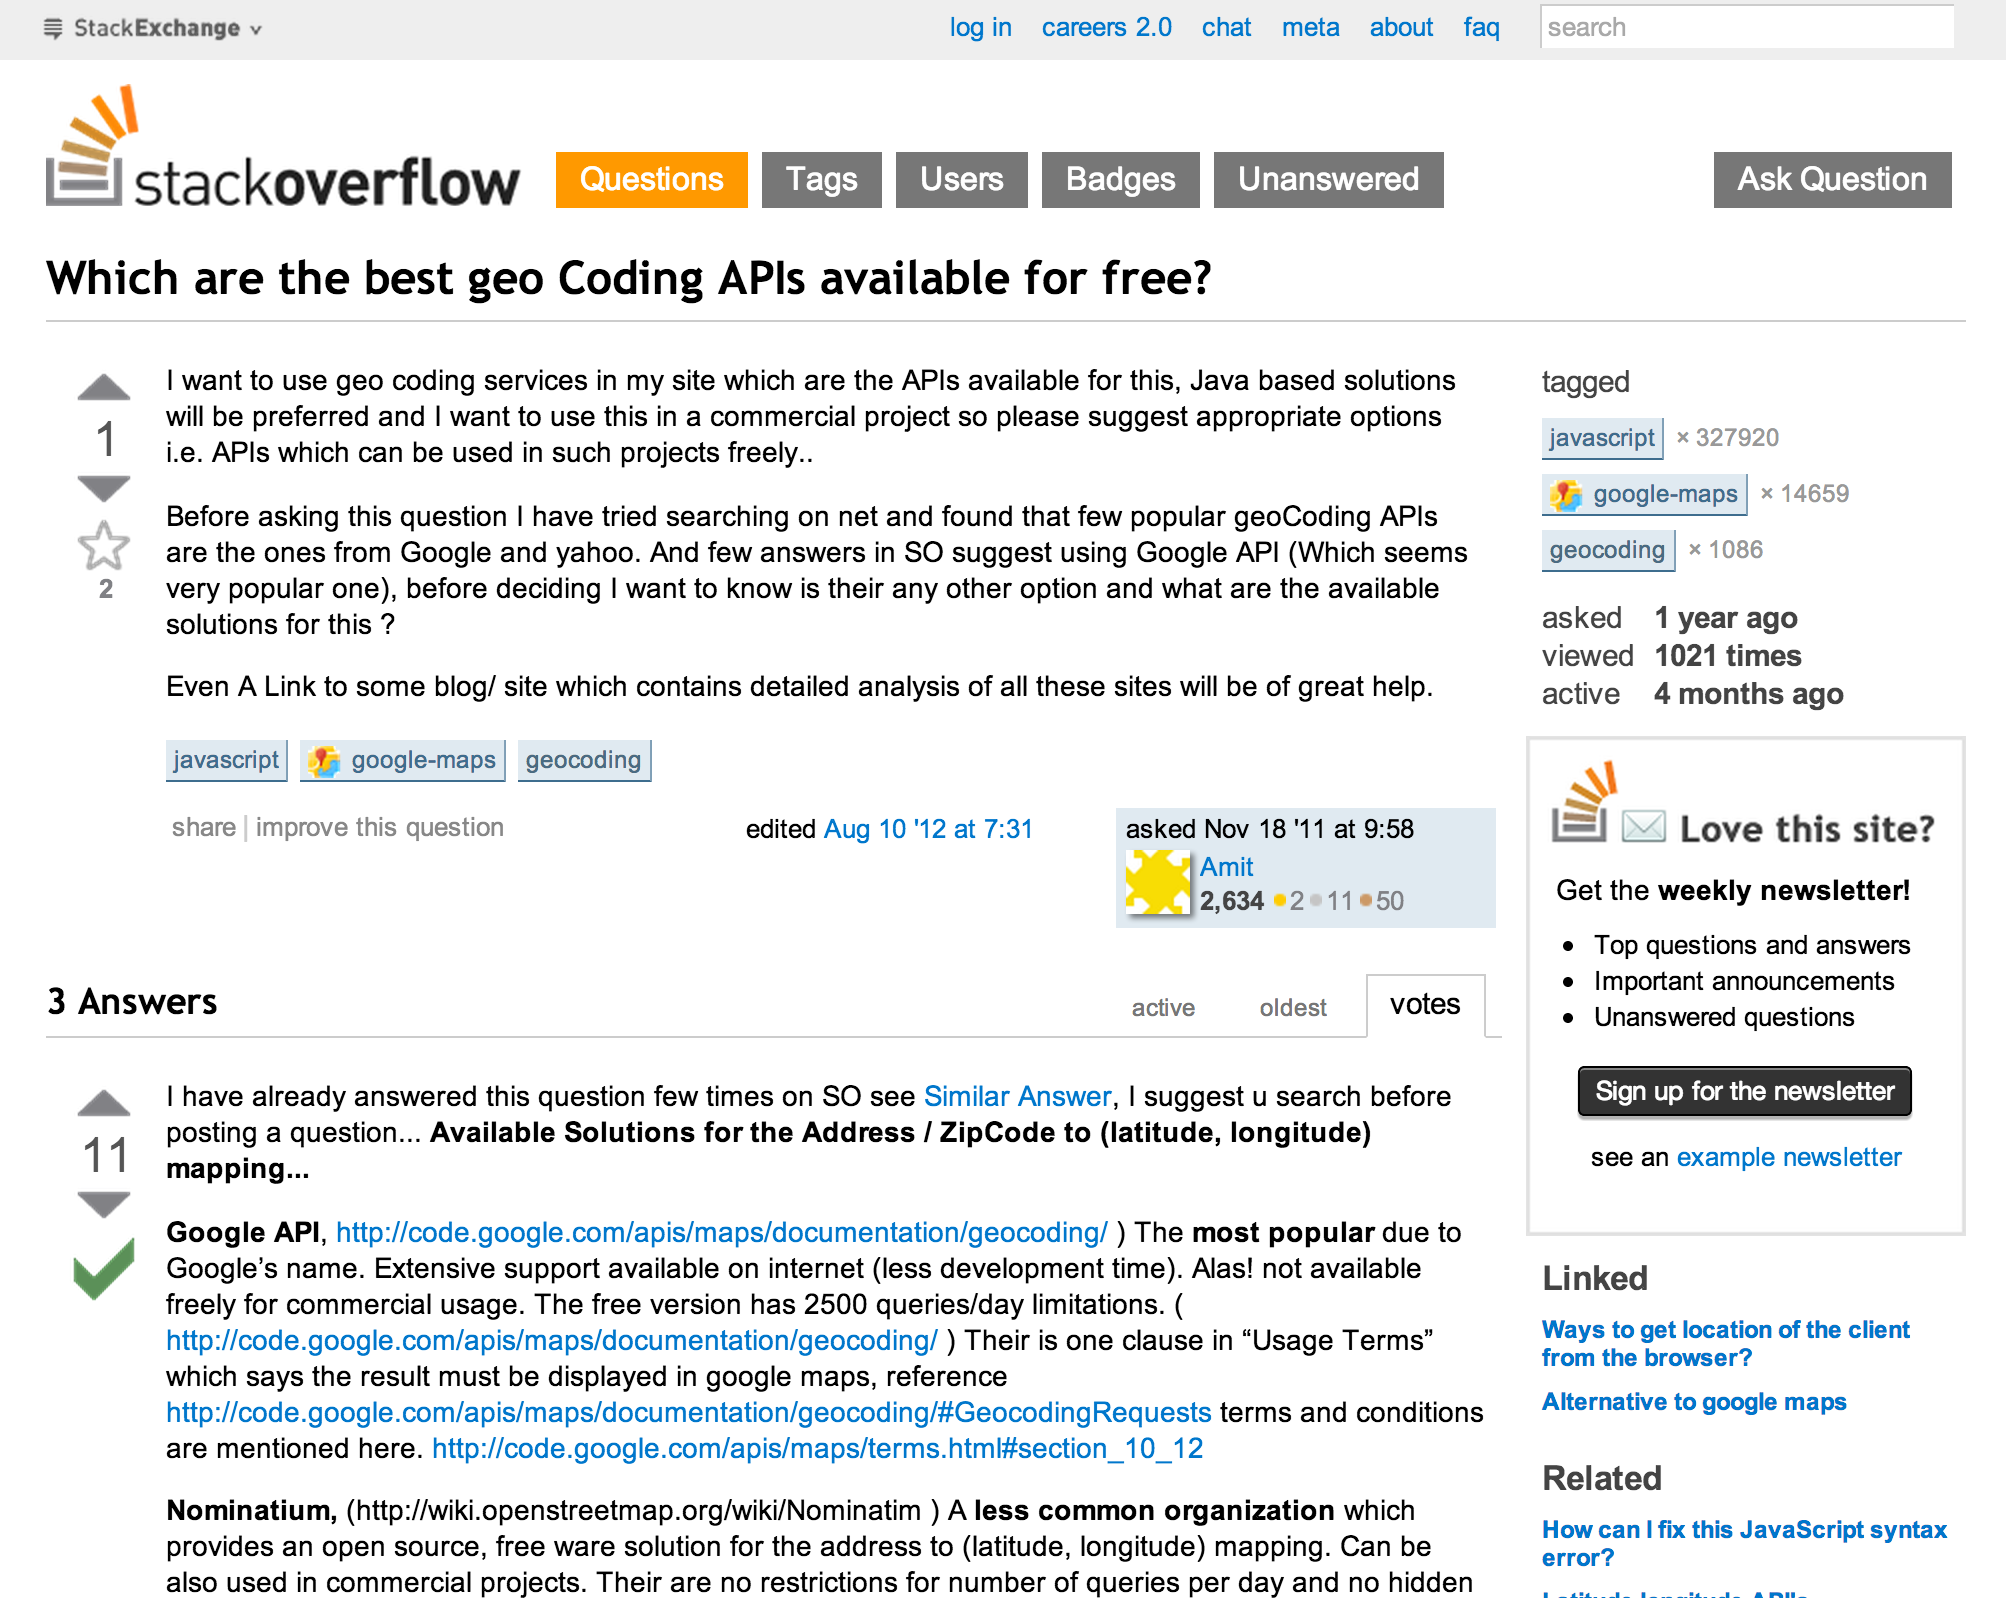 StackExchange
log in careers 2.0 chat meta about faq search
stackoverflow
Questions Tags Users Badges Unanswered Ask Question
Which are the best geo Coding APIs available for free?
1
2
I want to use geo coding services in my site which are the APIs available for this, Java based solutions
will be preferred and I want to use this in a commercial project so please suggest appropriate options
i.e. APIs which can be used in such projects freely..
Before asking this question I have tried searching on net and found that few popular geoCoding APIs
are the ones from Google and yahoo. And few answers in SO suggest using Google API (Which seems
very popular one), before deciding I want to know is their any other option and what are the available
solutions for this ?
Even A Link to some blog/ site which contains detailed analysis of all these sites will be of great help.
javascript google-maps geocoding
share | improve this question
edited Aug 10 '12 at 7:31
asked Nov 18 '11 at 9:58
Amit
2,634 2 11 50
3 Answers
active oldest votes
11
I have already answered this question few times on SO see Similar Answer, I suggest u search before
posting a question... Available Solutions for the Address / ZipCode to (latitude, longitude)
mapping...
Google API, http://code.google.com/apis/maps/documentation/geocoding/ ) The most popular due to
Google’s name. Extensive support available on internet (less development time). Alas! not available
freely for commercial usage. The free version has 2500 queries/day limitations. (
http://code.google.com/apis/maps/documentation/geocoding/ ) Their is one clause in “Usage Terms”
which says the result must be displayed in google maps, reference
http://code.google.com/apis/maps/documentation/geocoding/#GeocodingRequests terms and conditions
are mentioned here. http://code.google.com/apis/maps/terms.html#section_10_12
Nominatium, (http://wiki.openstreetmap.org/wiki/Nominatim ) A less common organization which
provides an open source, free ware solution for the address to (latitude, longitude) mapping. Can be
also used in commercial projects. Their are no restrictions for number of queries per day and no hidden
tagged
javascript × 327920
google-maps × 14659
geocoding × 1086
asked 1 year ago
viewed 1021 times
active 4 months ago
Love this site?
Get the weekly newsletter!
• Top questions and answers
• Important announcements
• Unanswered questions
Sign up for the newsletter
see an example newsletter
Linked
Ways to get location of the client
from the browser?
Alternative to google maps
Related
How can I fix this JavaScript syntax
error?